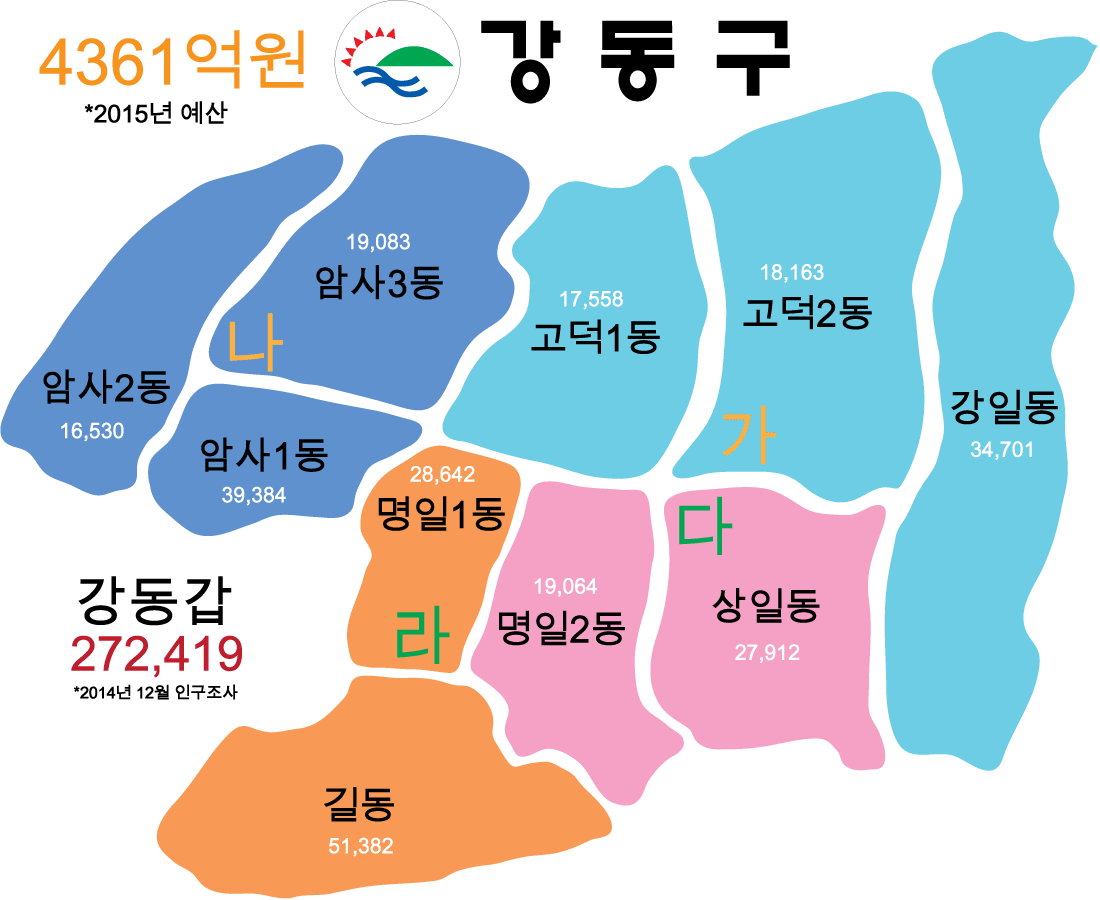 4361억원
*2015년 예산
강동구
19,083
암사3동
나
암사2동
16,530
암사1동
39,384
17,558
고덕1동
18,163
고덕2동
가
강일동
34,701
28,642
명일1동
라
19,064
명일2동
다
상일동
27,912
강동갑
272,419
*2014년 12월 인구조사
길동
51,382